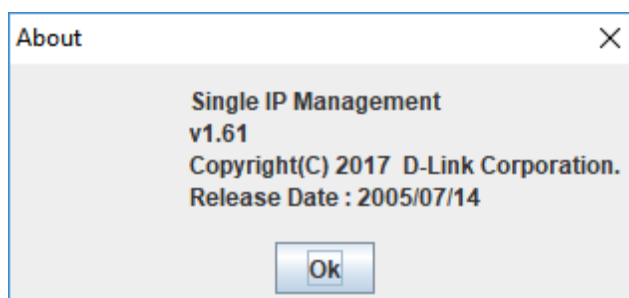 About
Single IP Management
v1.61
Copyright(C) 2017  D-Link Corporation.
Release Date : 2005/07/14
Ok